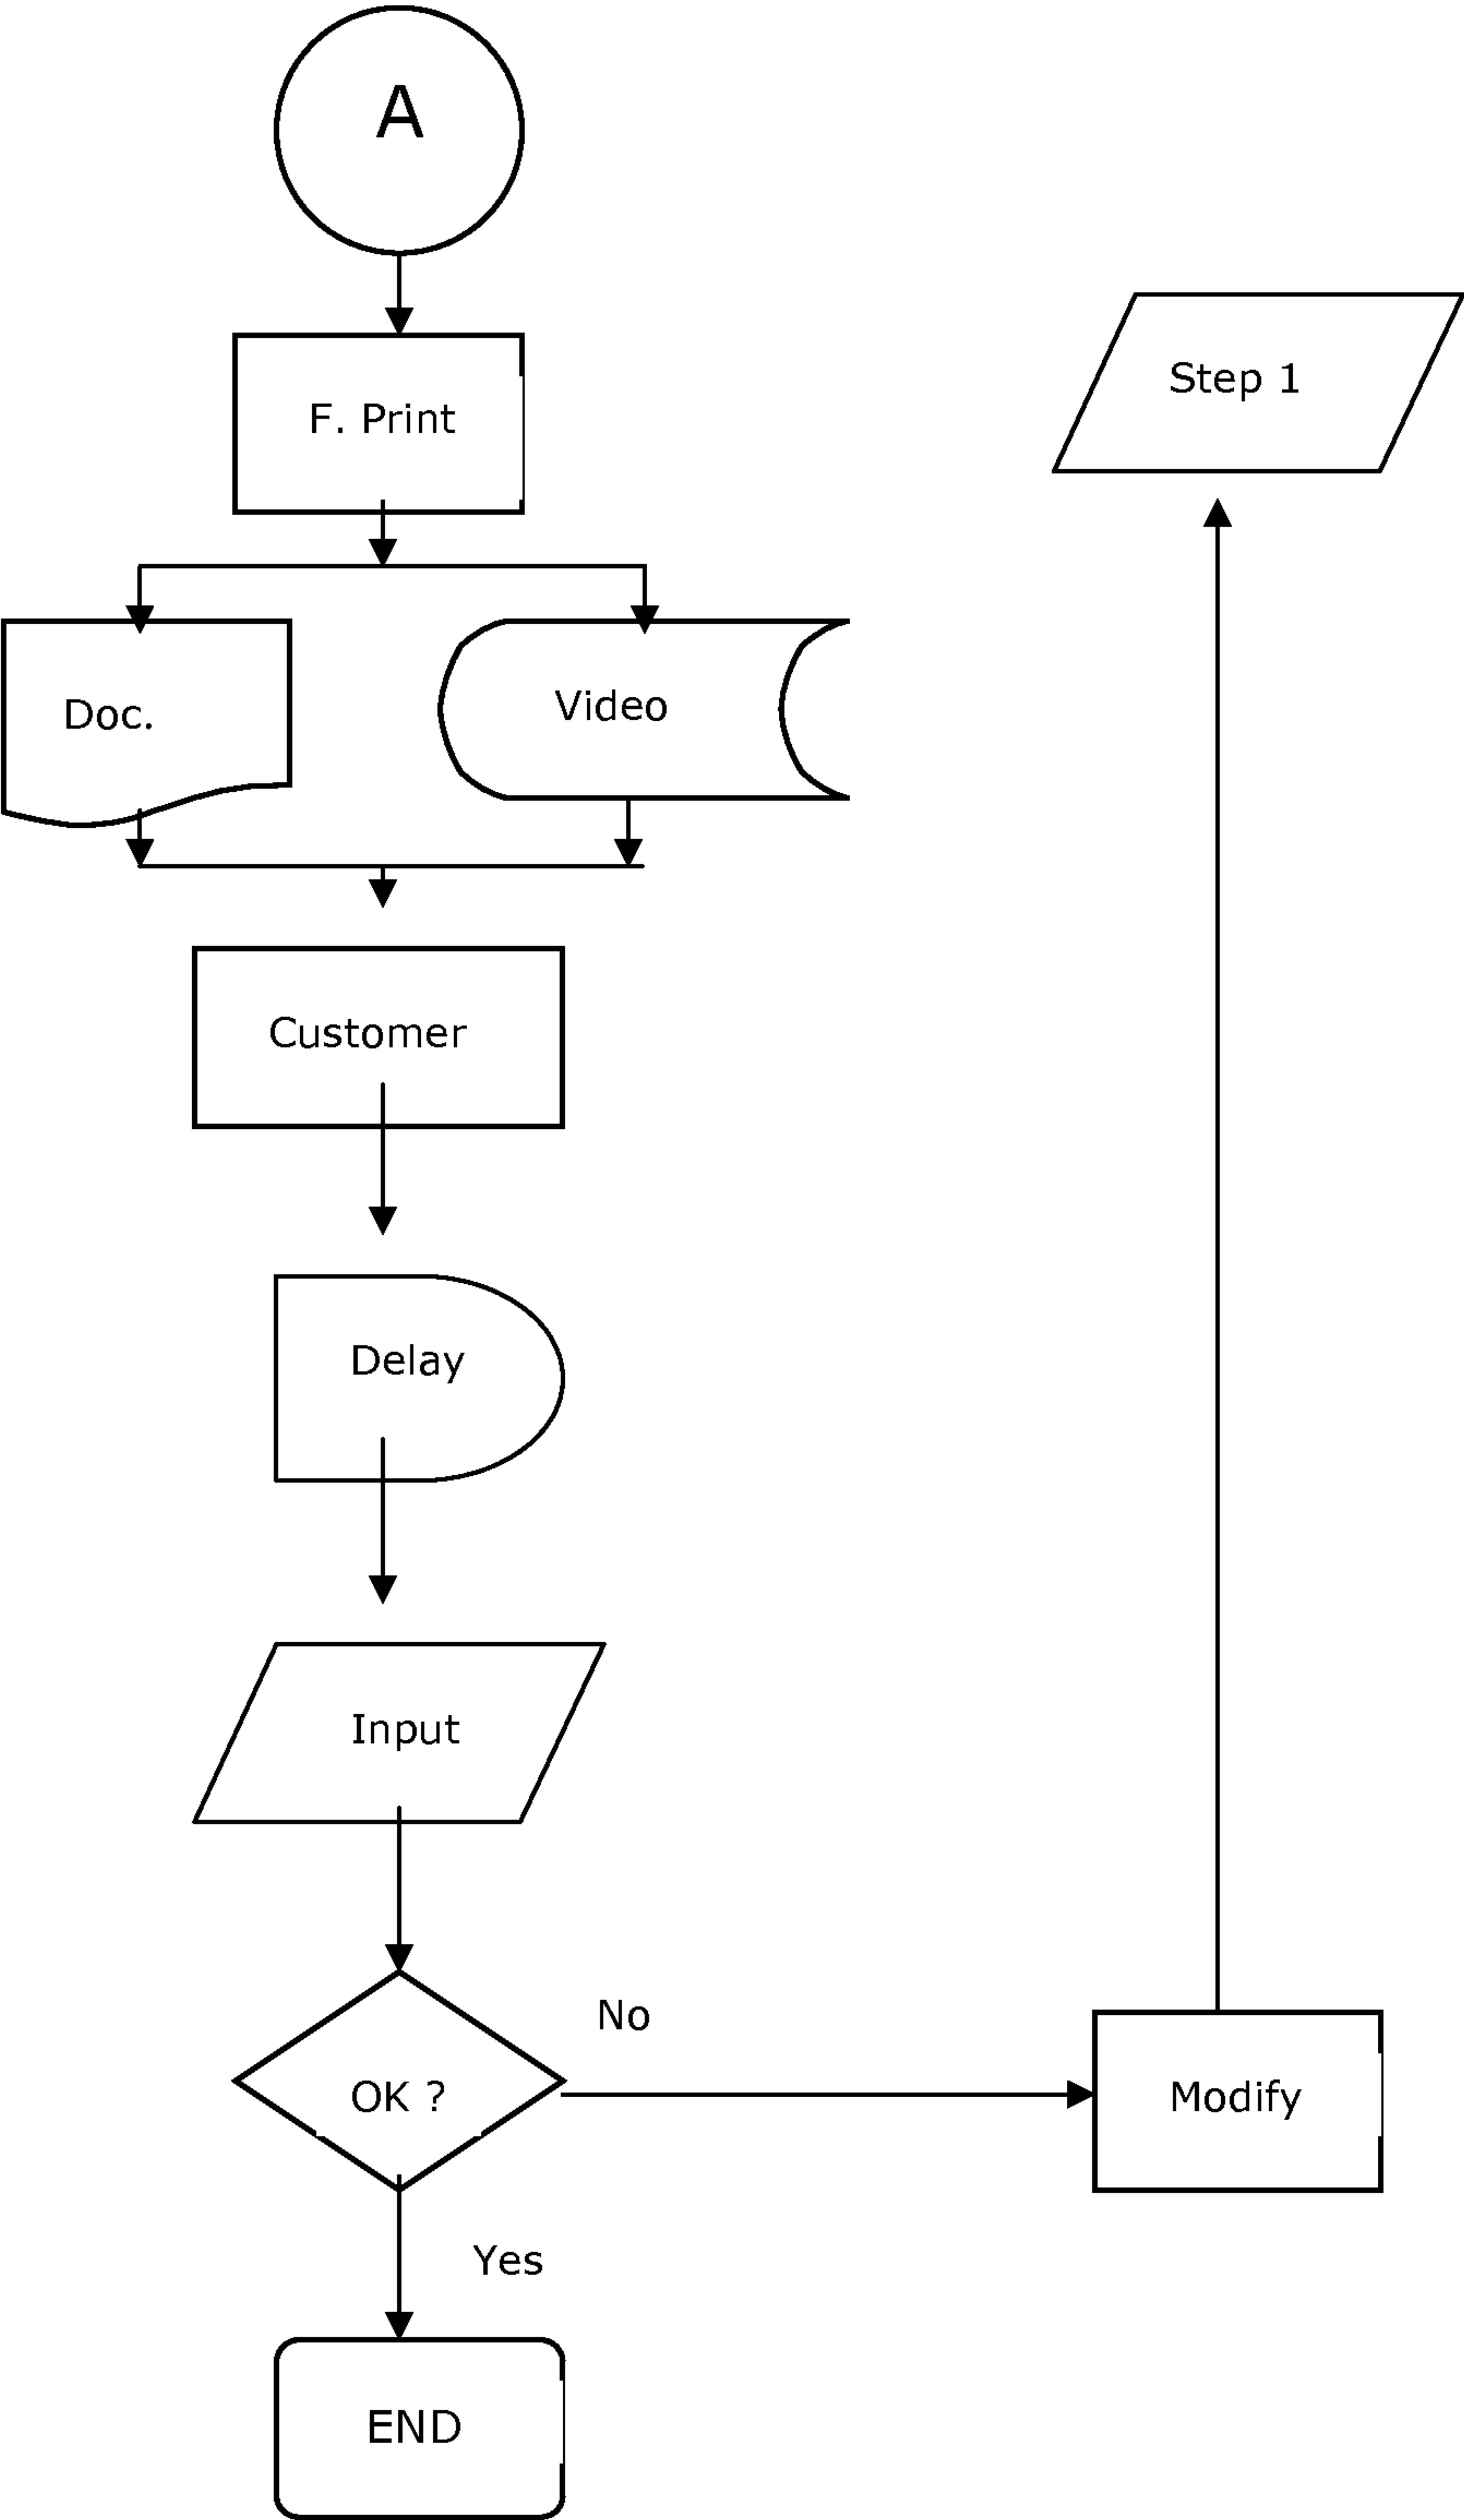 A
F. Print
Step 1
Doc.
Video
Customer
Delay
Input
No
OK ?
Modify
Yes
END